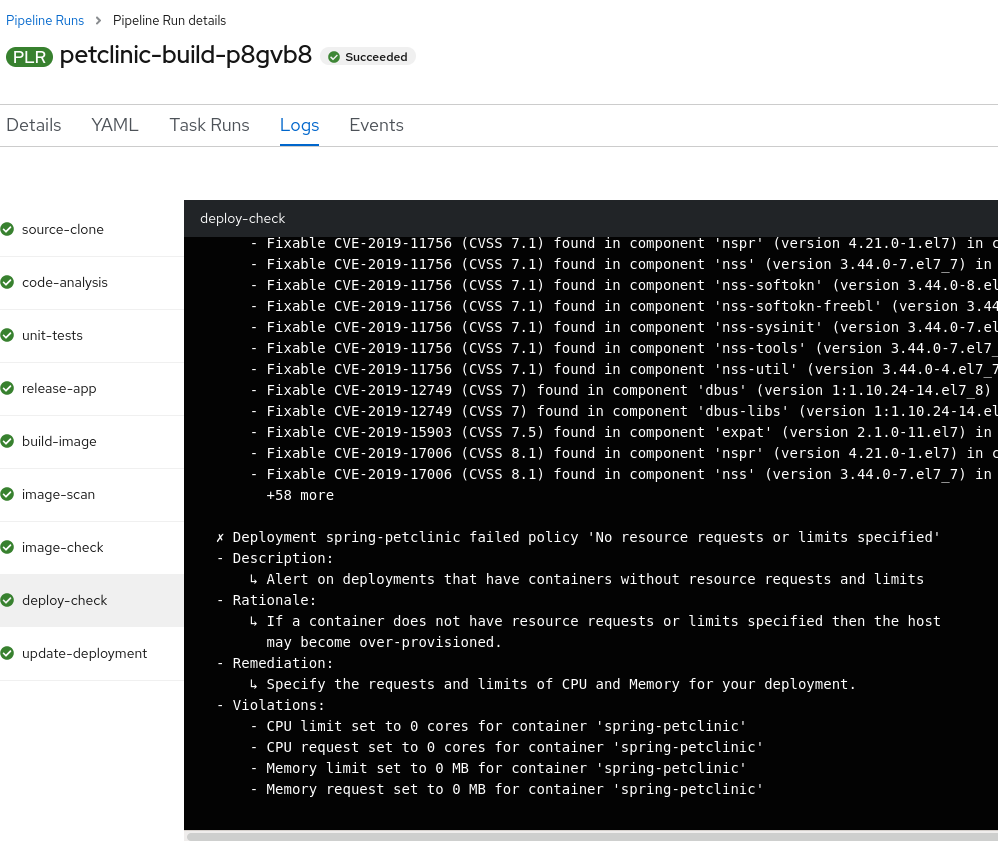 Pipeline Runs > Pipeline Run details
PLR petclinic-build-p8gvb8 Succeeded
Details YAML Task Runs Logs Events
source-clone
code-analysis
unit-tests
release-app
build-image
image-scan
image-check
deploy-check
update-deployment
deploy-check
- Fixable CVE-2019-11756 (CVSS 7.1) found in component 'nspr' (version 4.21.0-1.el7) in c
- Fixable CVE-2019-11756 (CVSS 7.1) found in component 'nss' (version 3.44.0-7.el7_7) in
- Fixable CVE-2019-11756 (CVSS 7.1) found in component 'nss-softokn' (version 3.44.0-8.el
- Fixable CVE-2019-11756 (CVSS 7.1) found in component 'nss-softokn-freebl' (version 3.44
- Fixable CVE-2019-11756 (CVSS 7.1) found in component 'nss-sysinit' (version 3.44.0-7.el
- Fixable CVE-2019-11756 (CVSS 7.1) found in component 'nss-tools' (version 3.44.0-7.el7_
- Fixable CVE-2019-11756 (CVSS 7.1) found in component 'nss-util' (version 3.44.0-4.el7_7
- Fixable CVE-2019-12749 (CVSS 7) found in component 'dbus' (version 1:1.10.24-14.el7_8)
- Fixable CVE-2019-12749 (CVSS 7) found in component 'dbus-libs' (version 1:1.10.24-14.el
- Fixable CVE-2019-15903 (CVSS 7.5) found in component 'expat' (version 2.1.0-11.el7) in
- Fixable CVE-2019-17006 (CVSS 8.1) found in component 'nspr' (version 4.21.0-1.el7) in c
- Fixable CVE-2019-17006 (CVSS 8.1) found in component 'nss' (version 3.44.0-7.el7_7) in
+58 more
✗ Deployment spring-petclinic failed policy 'No resource requests or limits specified'
- Description:
↳ Alert on deployments that have containers without resource requests and limits
- Rationale:
↳ If a container does not have resource requests or limits specified then the host
may become over-provisioned.
- Remediation:
↳ Specify the requests and limits of CPU and Memory for your deployment.
- Violations:
- CPU limit set to 0 cores for container 'spring-petclinic'
- CPU request set to 0 cores for container 'spring-petclinic'
- Memory limit set to 0 MB for container 'spring-petclinic'
- Memory request set to 0 MB for container 'spring-petclinic'